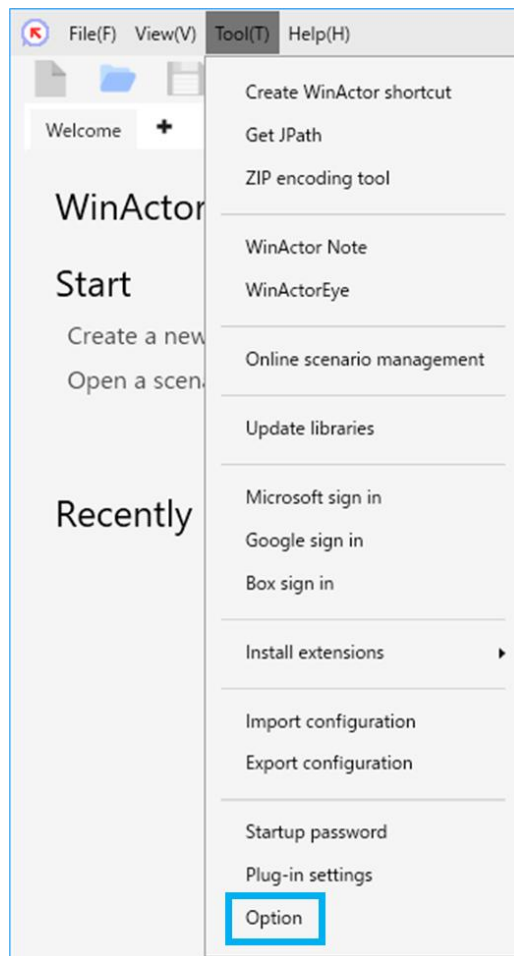 File(F) View(V) Tool(T) Help(H)
Welcome
WinActor
Start
Create a new
Open a scena
Recently
Create WinActor shortcut
Get JPath
ZIP encoding tool
WinActor Note
WinActorEye
Online scenario management
Update libraries
Microsoft sign in
Google sign in
Box sign in
Install extensions
Import configuration
Export configuration
Startup password
Plug-in settings
Option